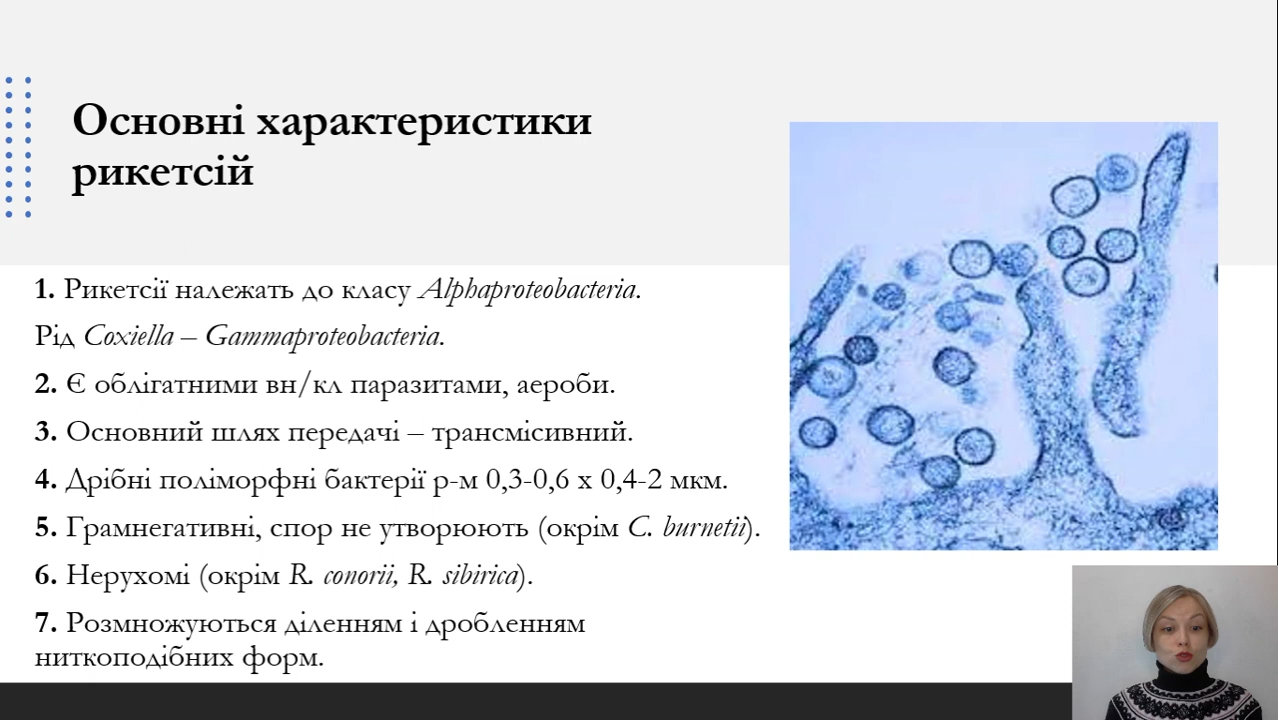 Основні характеристики
рикетсій
1. Рикетсії належать до класу Alphaproteobacteria.
Рід Coxiella – Gammaproteobacteria.
2. Є облігатними вн/кл паразитами, аероби.
3. Основний шлях передачі – трансмісивний.
4. Дрібні поліморфні бактерії р-м 0,3-0,6 х 0,4-2 мкм.
5. Грамнегативні, спор не утворюють (окрім C. burnetii).
6. Нерухомі (окрім R. conorii, R. sibirica).
7. Розмножуються діленням і дробленням
ниткоподібних форм.